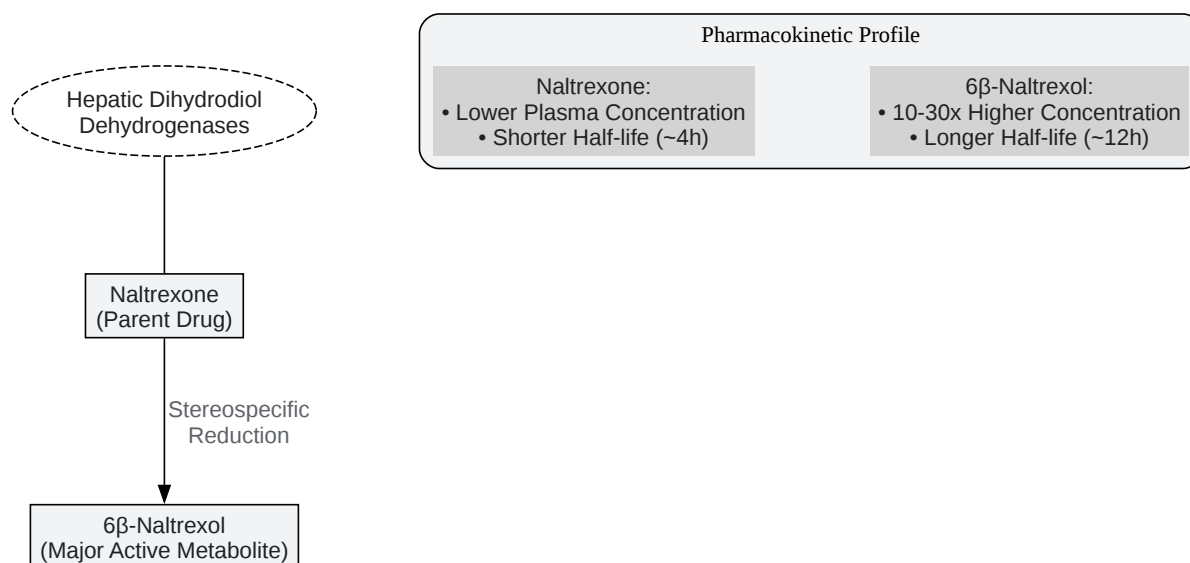 Pharmacokinetic Profile
Hepatic Dihydrodiol
Dehydrogenases
Naltrexone:
• Lower Plasma Concentration
• Shorter Half-life (~4h)
6β-Naltrexol:
• 10-30x Higher Concentration
• Longer Half-life (~12h)
Naltrexone
(Parent Drug)
Stereospecific
Reduction
6β-Naltrexol
(Major Active Metabolite)